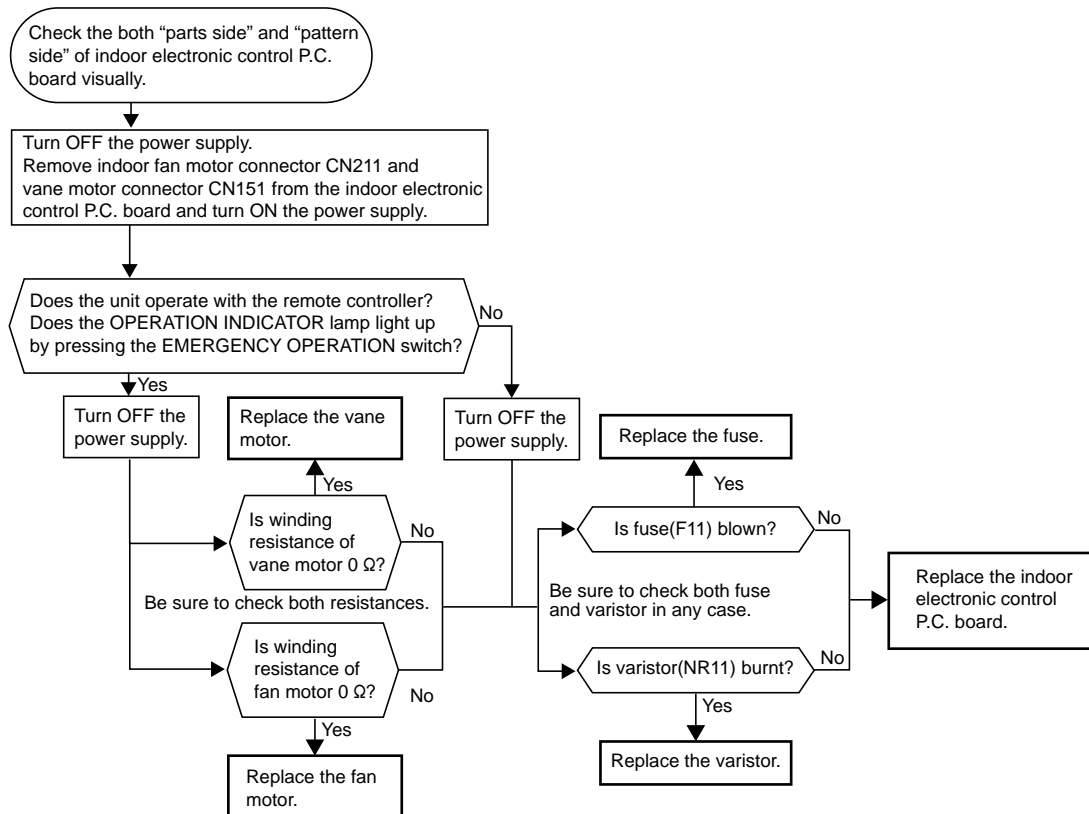 Check the both “parts side” and “pattern
side” of indoor electronic control P.C.
board visually.
Turn OFF the power supply.
Remove indoor fan motor connector CN211 and
vane motor connector CN151 from the indoor electronic
control P.C. board and turn ON the power supply.
Does the unit operate with the remote controller?
Does the OPERATION INDICATOR lamp light up
by pressing the EMERGENCY OPERATION switch?
No
Yes
Turn OFF the
power supply.
Replace the vane
motor.
Turn OFF the
power supply.
Replace the fuse.
Yes
Yes
Is winding
resistance of
vane motor 0 Ω?
No
Is fuse(F11) blown?
No
Be sure to check both resistances.
Be sure to check both fuse
and varistor in any case.
Replace the indoor
electronic control
P.C. board.
Is winding
resistance of
fan motor 0 Ω?
No
Is varistor(NR11) burnt?
No
Yes
Yes
Replace the fan
motor.
Replace the varistor.